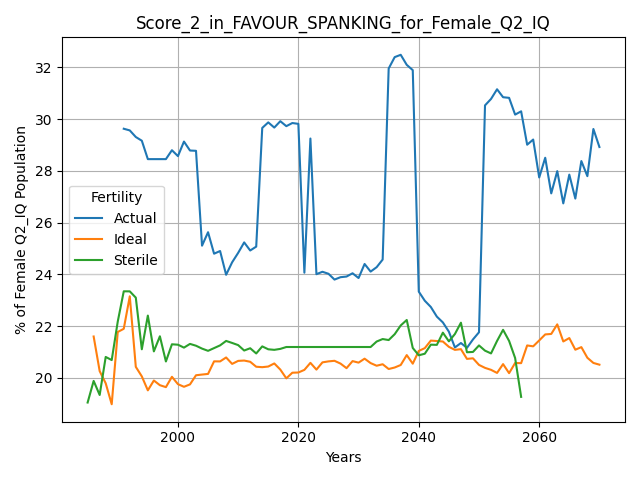 Score_2_in_FAVOUR_SPANKING_for_Female_Q2_IQ
% of Female Q2_IQ Population
32
30
28
26
24
22
20
Fertility
Actual
Ideal
Sterile
2000 2020 2040 2060
Years